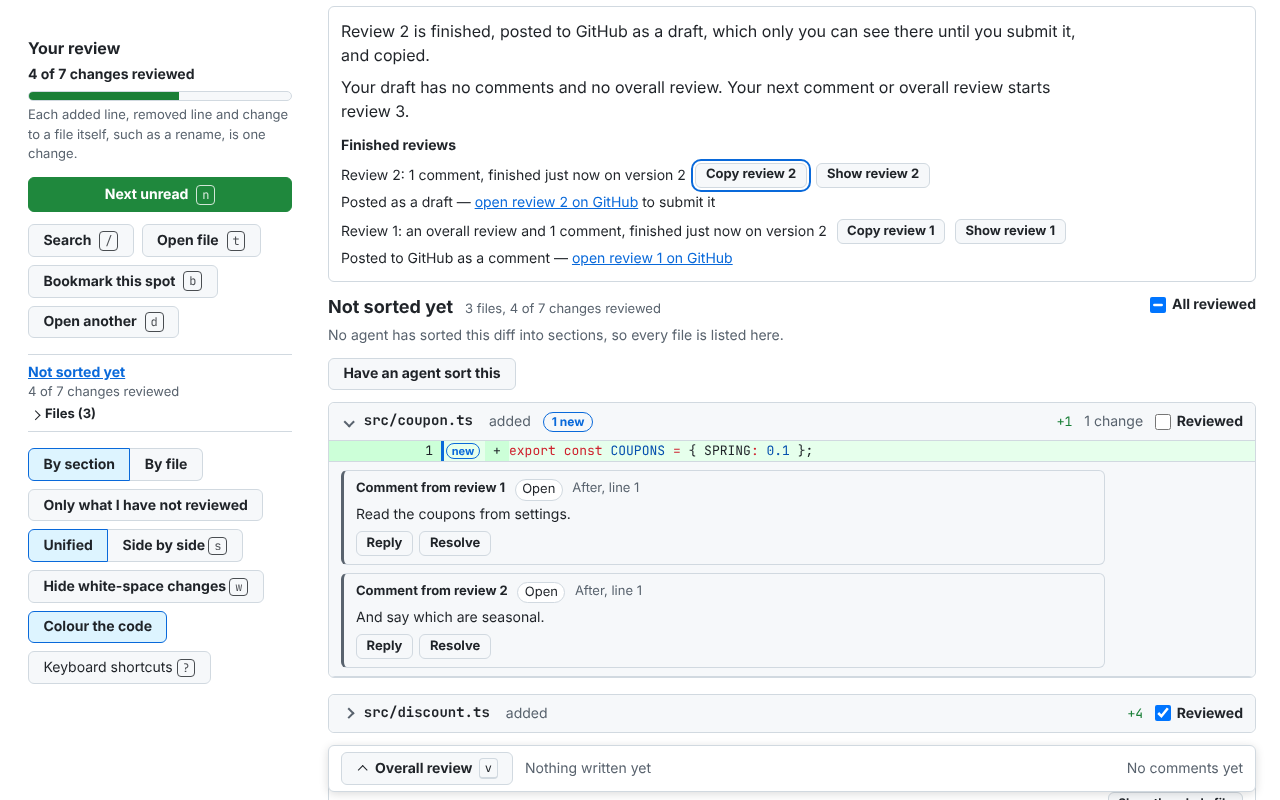 Your review
4 of 7 changes reviewed
Each added line, removed line and change
to a file itself, such as a rename, is one
change.
Next unread n
Search / Open file t
Bookmark this spot b
Open another d
Not sorted yet
4 of 7 changes reviewed
Files (3)
By section By file
Only what I have not reviewed
Unified Side by side s
Hide white-space changes w
Colour the code
Keyboard shortcuts ?
Review 2 is finished, posted to GitHub as a draft, which only you can see there until you submit it,
and copied.
Your draft has no comments and no overall review. Your next comment or overall review starts
review 3.
Finished reviews
Review 2: 1 comment, finished just now on version 2 Copy review 2 Show review 2
Posted as a draft — open review 2 on GitHub to submit it
Review 1: an overall review and 1 comment, finished just now on version 2 Copy review 1 Show review 1
Posted to GitHub as a comment — open review 1 on GitHub
Not sorted yet 3 files, 4 of 7 changes reviewed All reviewed
No agent has sorted this diff into sections, so every file is listed here.
Have an agent sort this
src/coupon.ts added 1 new +1 1 change Reviewed
1 new + export const COUPONS = { SPRING: 0.1 };
Comment from review 1 Open After, line 1
Read the coupons from settings.
Reply Resolve
Comment from review 2 Open After, line 1
And say which are seasonal.
Reply Resolve
src/discount.ts added +4 Reviewed
Overall review v Nothing written yet No comments yet